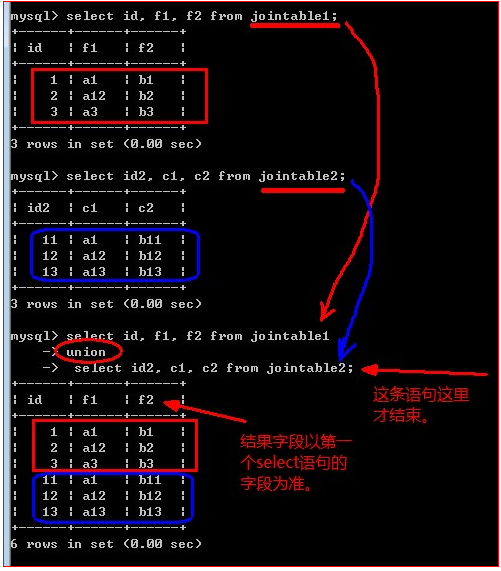 mysql> select id, f1, f2 from jointable1;
+------+------+------+
| id | f1 | f2 |
+------+------+------+
| 1 | a1 | b1 |
| 2 | a12 | b2 |
| 3 | a3 | b3 |
+------+------+------+
3 rows in set (0.00 sec)
mysql> select id2, c1, c2 from jointable2;
+------+------+------+
| id2 | c1 | c2 |
+------+------+------+
| 11 | a1 | b11 |
| 12 | a12 | b12 |
| 13 | a13 | b13 |
+------+------+------+
3 rows in set (0.00 sec)
mysql> select id, f1, f2 from jointable1
-> union
-> select id2, c1, c2 from jointable2;
+------+------+------+
| id | f1 | f2 |
+------+------+------+
| 1 | a1 | b1 |
| 2 | a12 | b2 |
| 3 | a3 | b3 |
| 11 | a1 | b11 |
| 12 | a12 | b12 |
| 13 | a13 | b13 |
+------+------+------+
6 rows in set (0.00 sec)
这条语句这里
才结束。
结果字段以第一
个select语句的
字段为准。